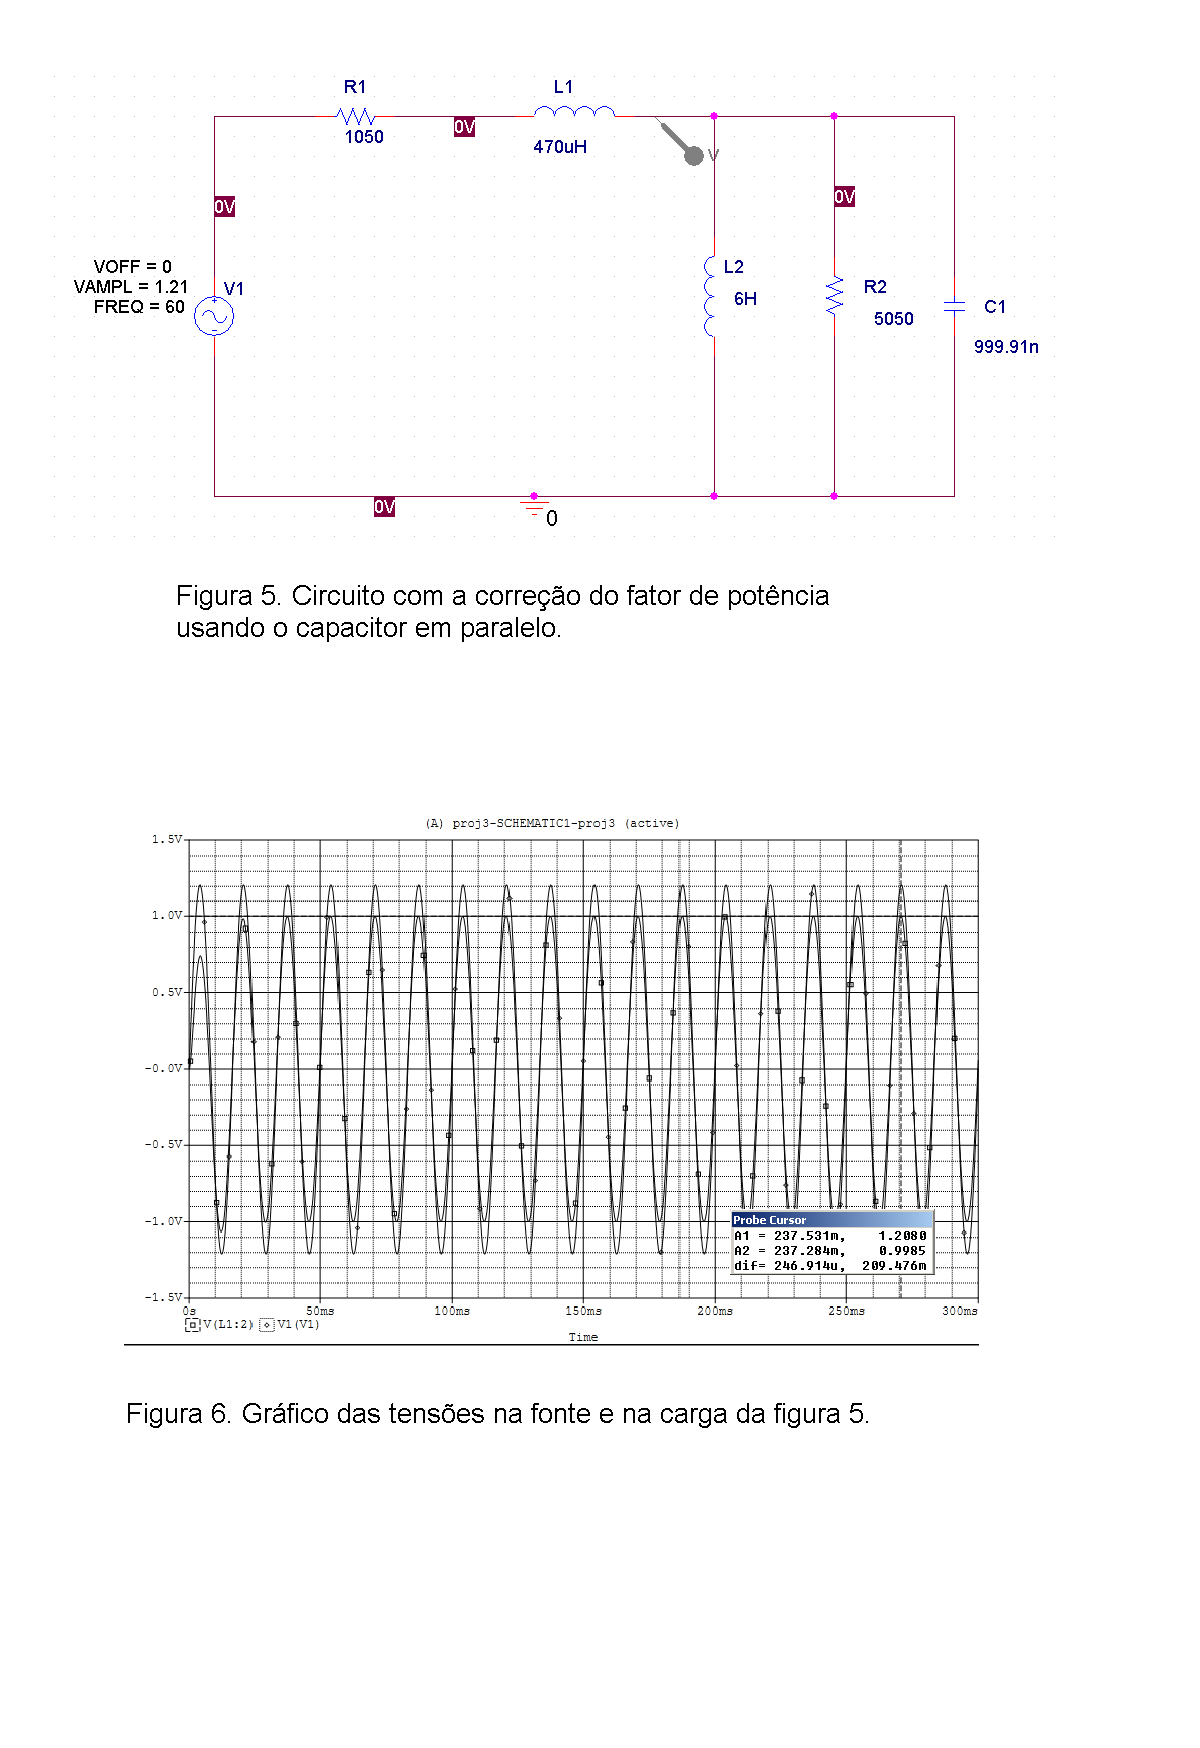 R1
1050
0V
L1
470uH
V
0V
0V
VOFF = 0
VAMPL = 1.21
FREQ = 60
V1
L2
6H
R2
5050
C1
999.91n
0V
0
Figura 5. Circuito com a correção do fator de potência
usando o capacitor em paralelo.
(A) proj3-SCHEMATIC1-proj3 (active)
1.5V
1.0V
0.5V
-0.0V
-0.5V
-1.0V
-1.5V
Probe Cursor
A1 = 237.531m, 1.2080
A2 = 237.284m, 0.9985
dif= 246.914u, 209.476m
0s 50ms 100ms 150ms 200ms 250ms 300ms
V(L1:2) V1(V1)
Time
Figura 6. Gráfico das tensões na fonte e na carga da figura 5.